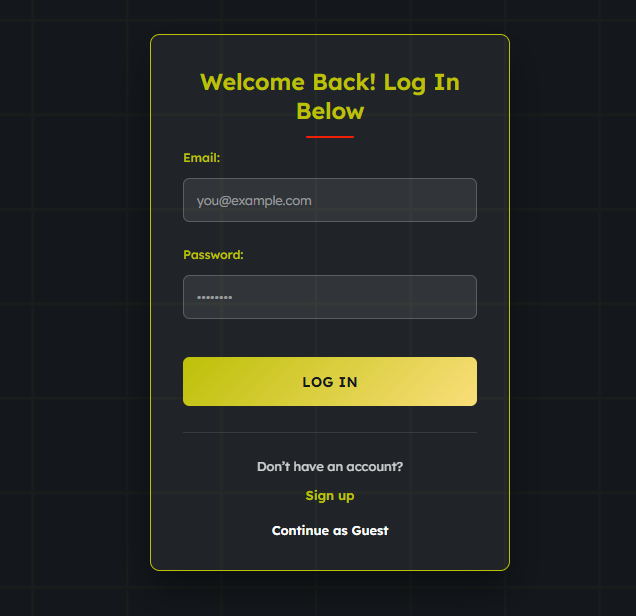 Welcome Back! Log In
Below
Email:
you@example.com
Password:
••••••••
LOG IN
Don’t have an account?
Sign up
Continue as Guest